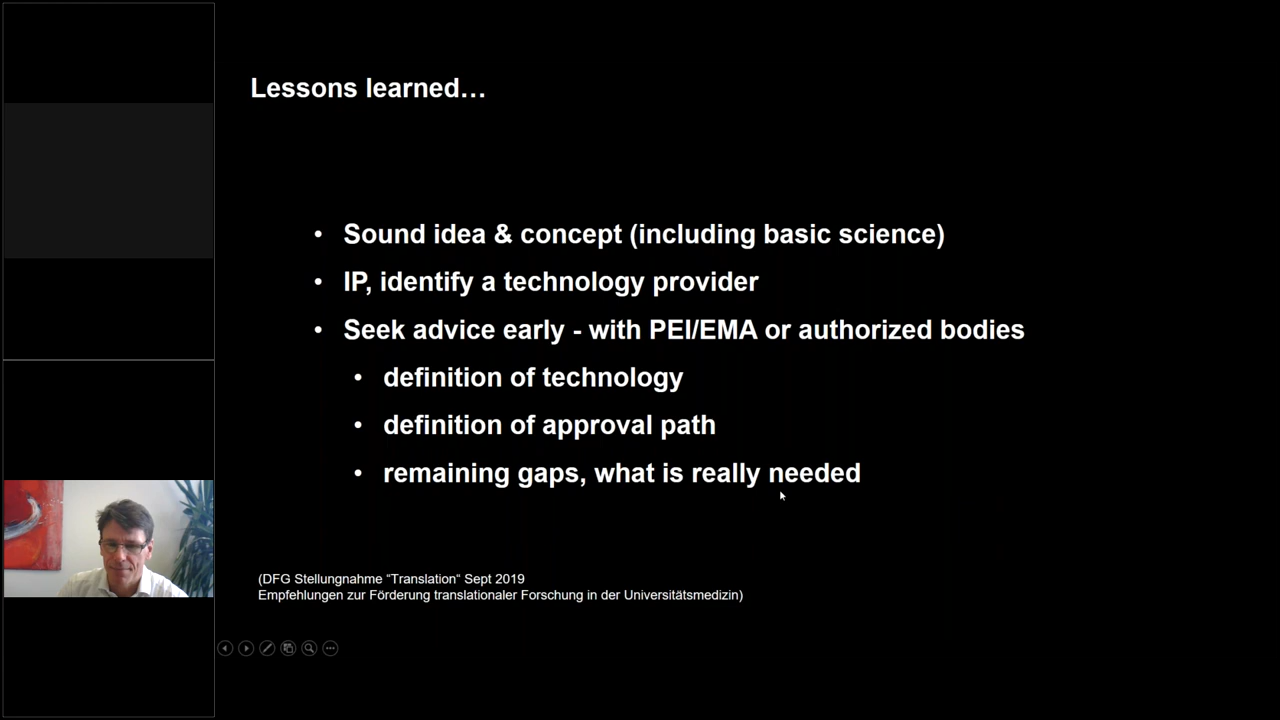 Lessons learned…
• Sound idea & concept (including basic science)
• IP, identify a technology provider
• Seek advice early - with PEI/EMA or authorized bodies
• definition of technology
• definition of approval path
• remaining gaps, what is really needed
(DFG Stellungnahme “Translation“ Sept 2019
Empfehlungen zur Förderung translationaler Forschung in der Universitätsmedizin)